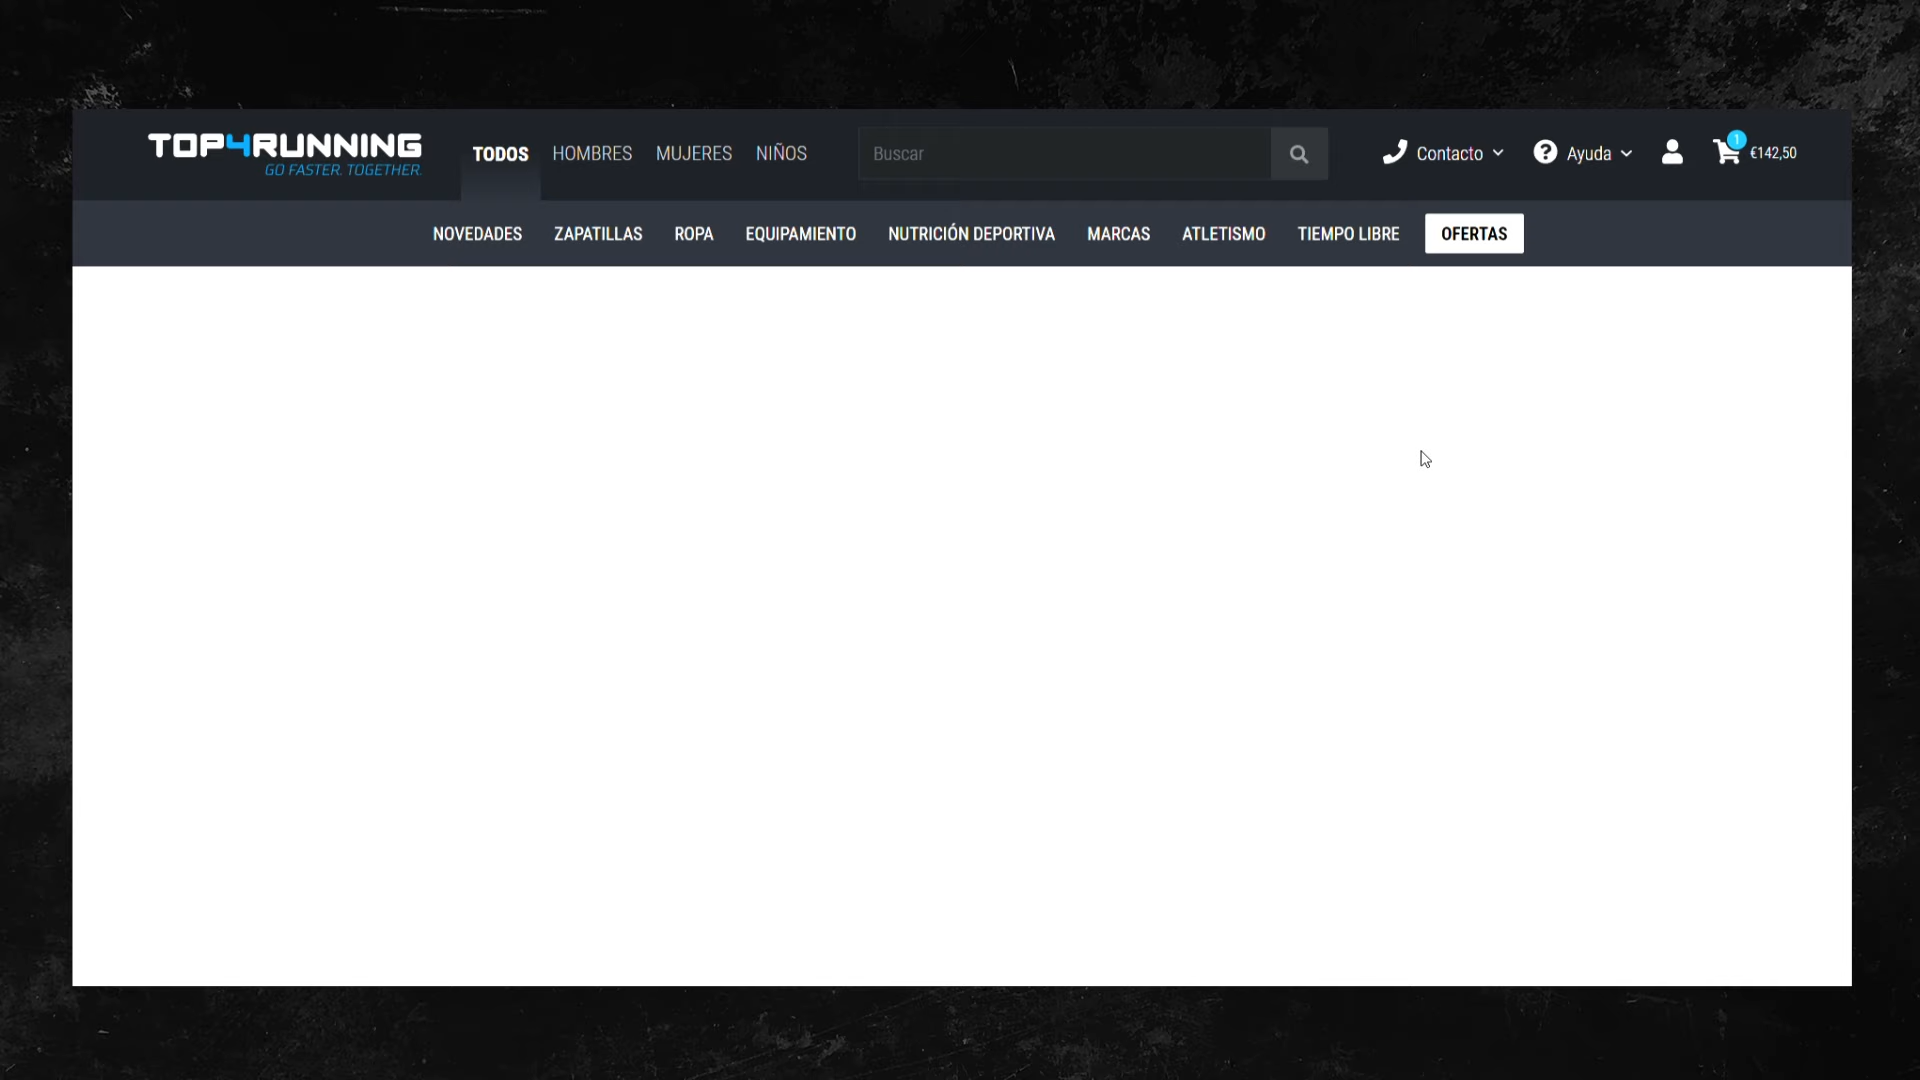 TOP4RUNNING
GO FASTER. TOGETHER.
TODOS HOMBRES MUJERES NIÑOS
Buscar
Contacto
Ayuda
1
€142,50
NOVEDADES ZAPATILLAS ROPA EQUIPAMIENTO NUTRICIÓN DEPORTIVA MARCAS ATLETISMO TIEMPO LIBRE OFERTAS